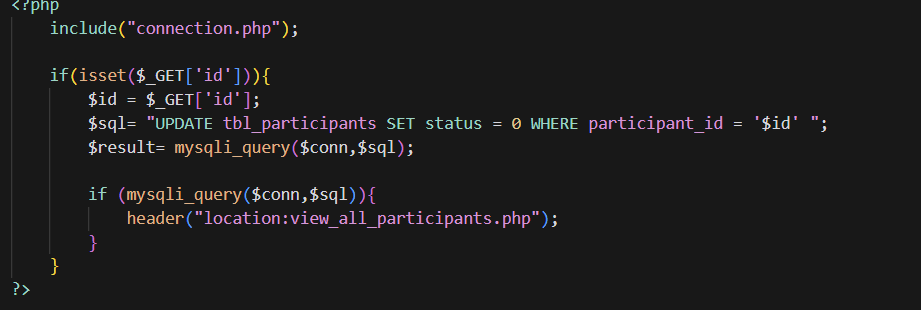 <?php
include("connection.php");
if(isset($_GET['id'])){
$id = $_GET['id'];
$sql= "UPDATE tbl_participants SET status = 0 WHERE participant_id = '$id' ";
$result= mysqli_query($conn,$sql);
if (mysqli_query($conn,$sql)){
header("location:view_all_participants.php");
}
}
?>